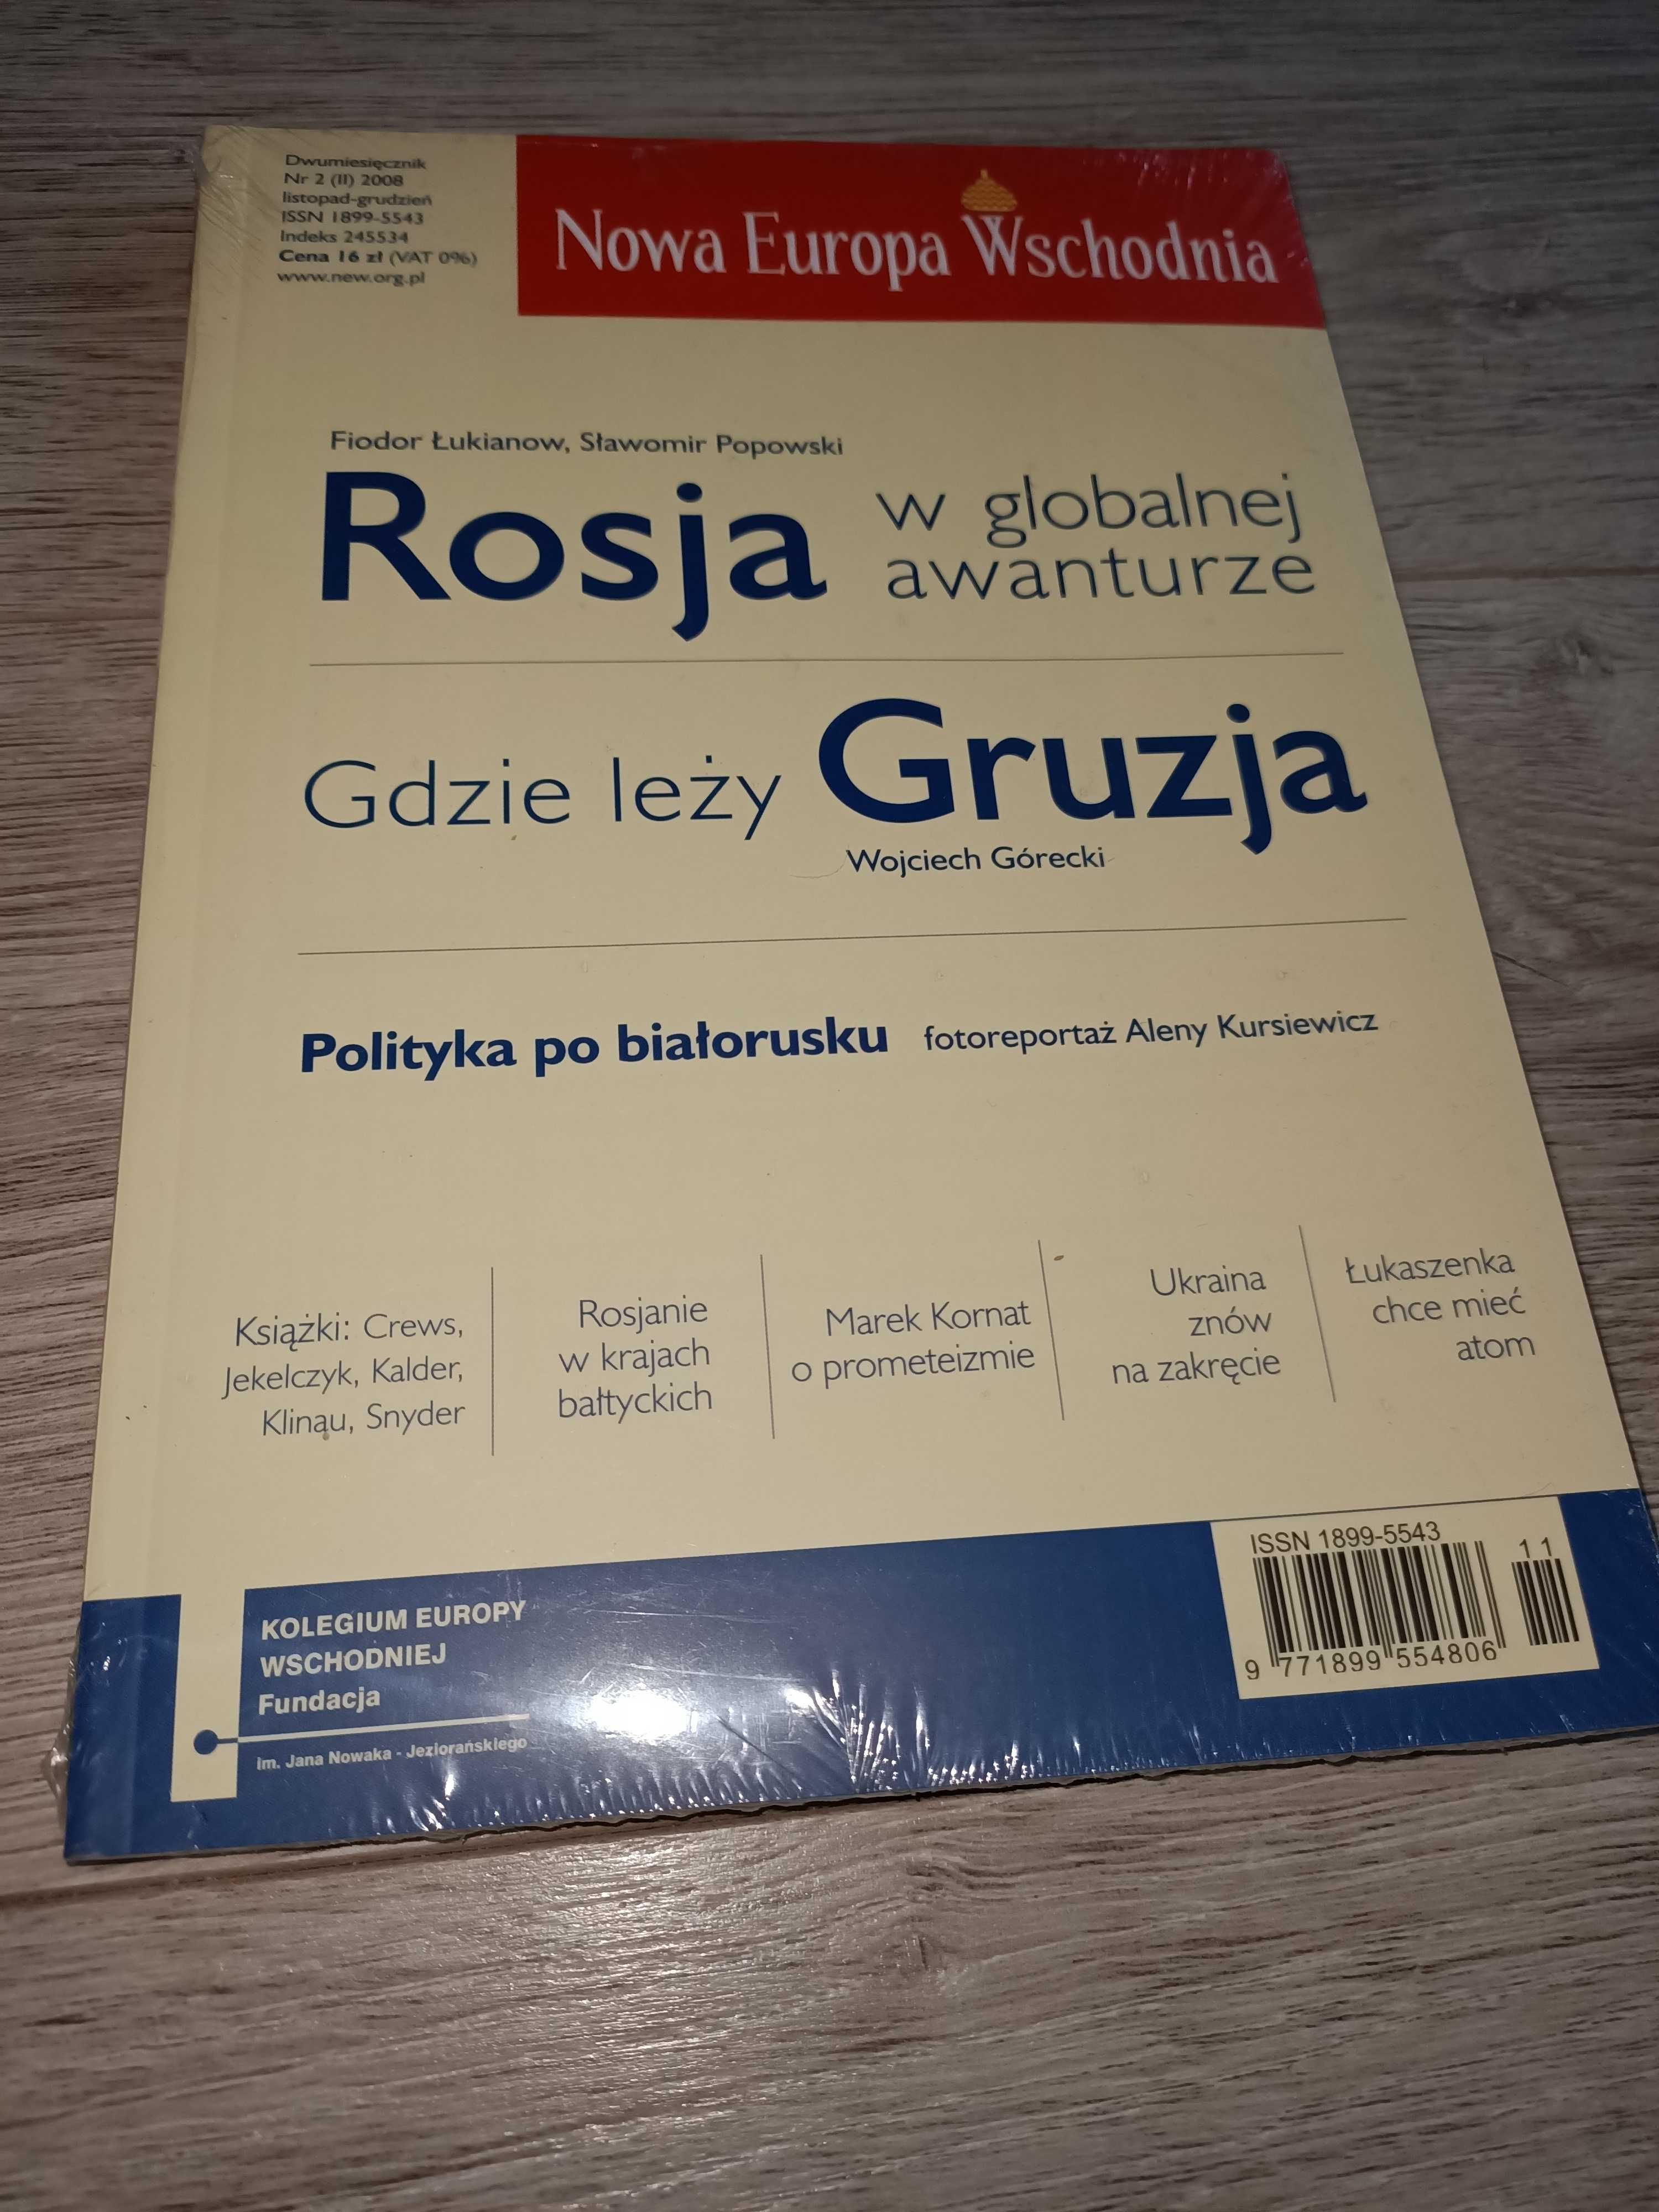 Dwumiesięcznik
Nr 2 (II) 2008
listopad-grudzień
ISSN 1899-5543
Indeks 245534
Cena 16 zł (VAT 0%)
www.new.org.pl
Nowa Europa Wschodnia
Fiodor Łukianow, Sławomir Popowski
Rosja w globalnej
awanturze
Gdzie leży Gruzja
Wojciech Górecki
Polityka po białorusku fotoreportaż Aleny Kursiewicz
Książki: Crews,
Jekelczyk, Kalder,
Klinau, Snyder
Rosjanie
w krajach
bałtyckich
Marek Kornat
o prometeizmie
Ukraina
znów
na zakręcie
Łukaszenka
chce mieć
atom
KOLEGIUM EUROPY
WSCHODNIEJ
Fundacja
im. Jana Nowaka - Jeziorańskiego
ISSN 1899-5543
11
9 771899 554806